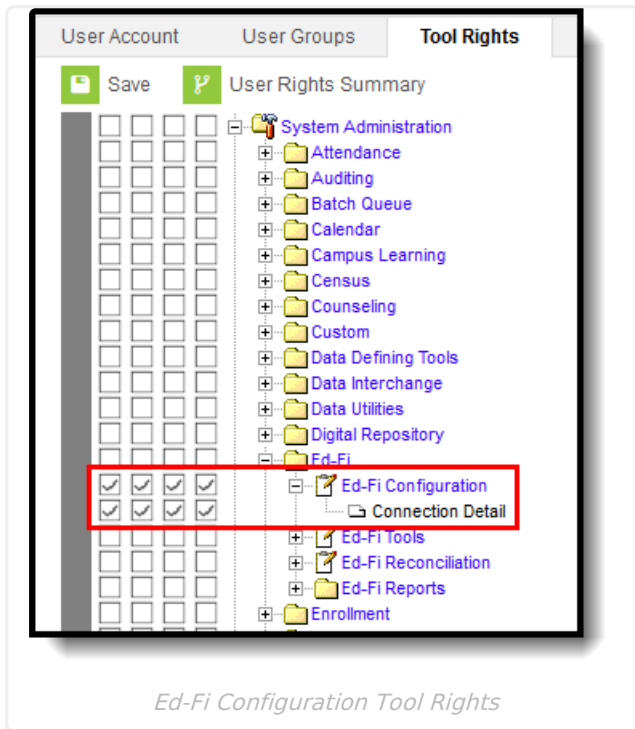 User Account User Groups Tool Rights
Save User Rights Summary
System Administration
Attendance
Auditing
Batch Queue
Calendar
Campus Learning
Census
Counseling
Custom
Data Defining Tools
Data Interchange
Data Utilities
Digital Repository
Ed-Fi
Ed-Fi Configuration
Connection Detail
Ed-Fi Tools
Ed-Fi Reconciliation
Ed-Fi Reports
Enrollment
Ed-Fi Configuration Tool Rights